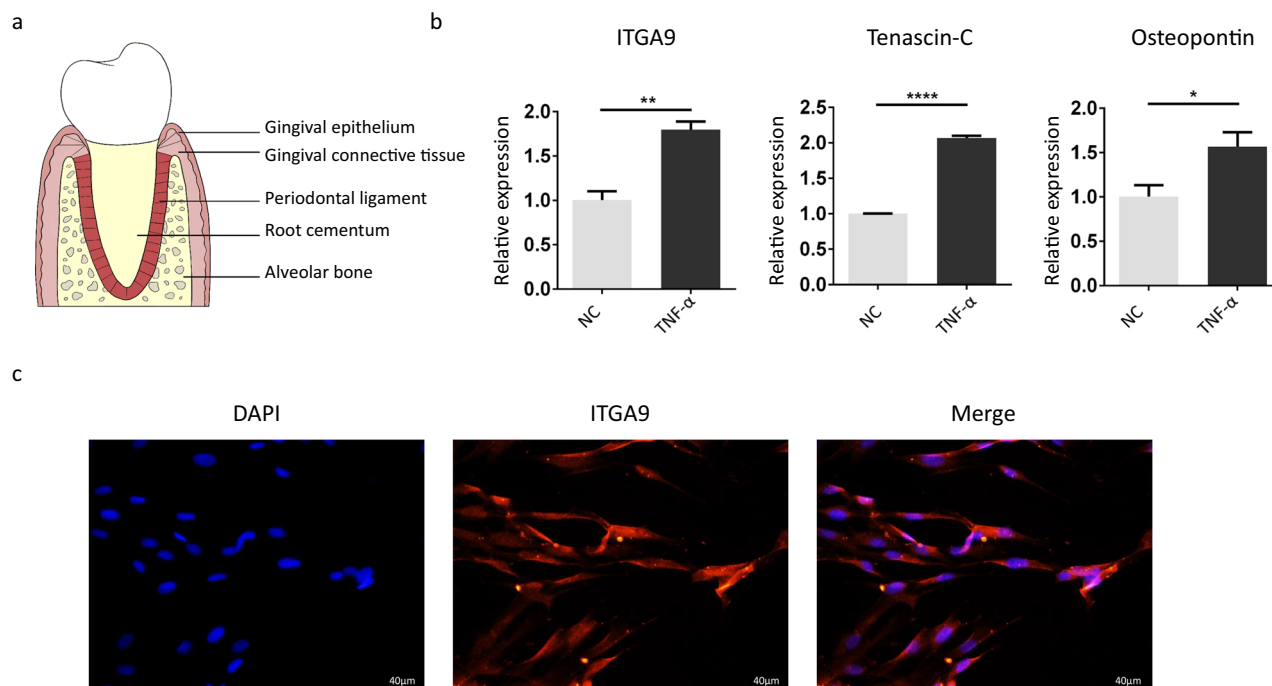 a
Gingival epithelium
Gingival connective tissue
Periodontal ligament
Root cementum
Alveolar bone
b
ITGA9
**
Relative expression
2.0
1.5
1.0
0.5
0.0
NC
TNF-α
Tenascin-C
****
Relative expression
2.5
2.0
1.5
1.0
0.5
0.0
NC
TNF-α
Osteopontin
*
Relative expression
2.0
1.5
1.0
0.5
0.0
NC
TNF-α
c
DAPI
40μm
ITGA9
40μm
Merge
40μm